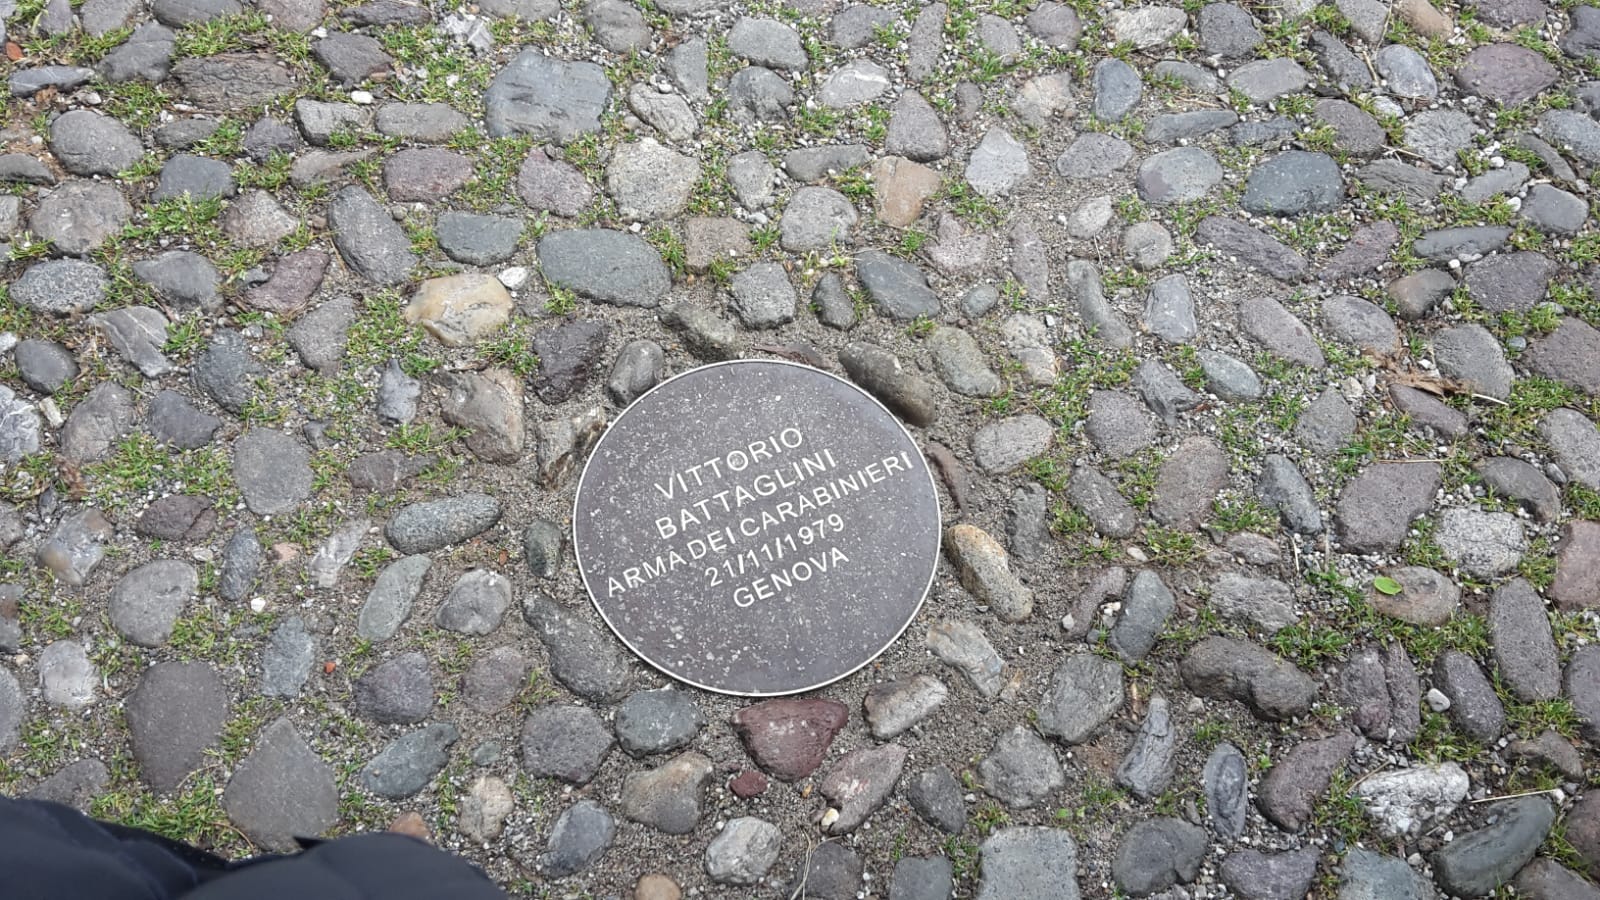 VITTORIO
BATTAGLINI
ARMA DEI CARABINIERI
21/11/1979
GENOVA